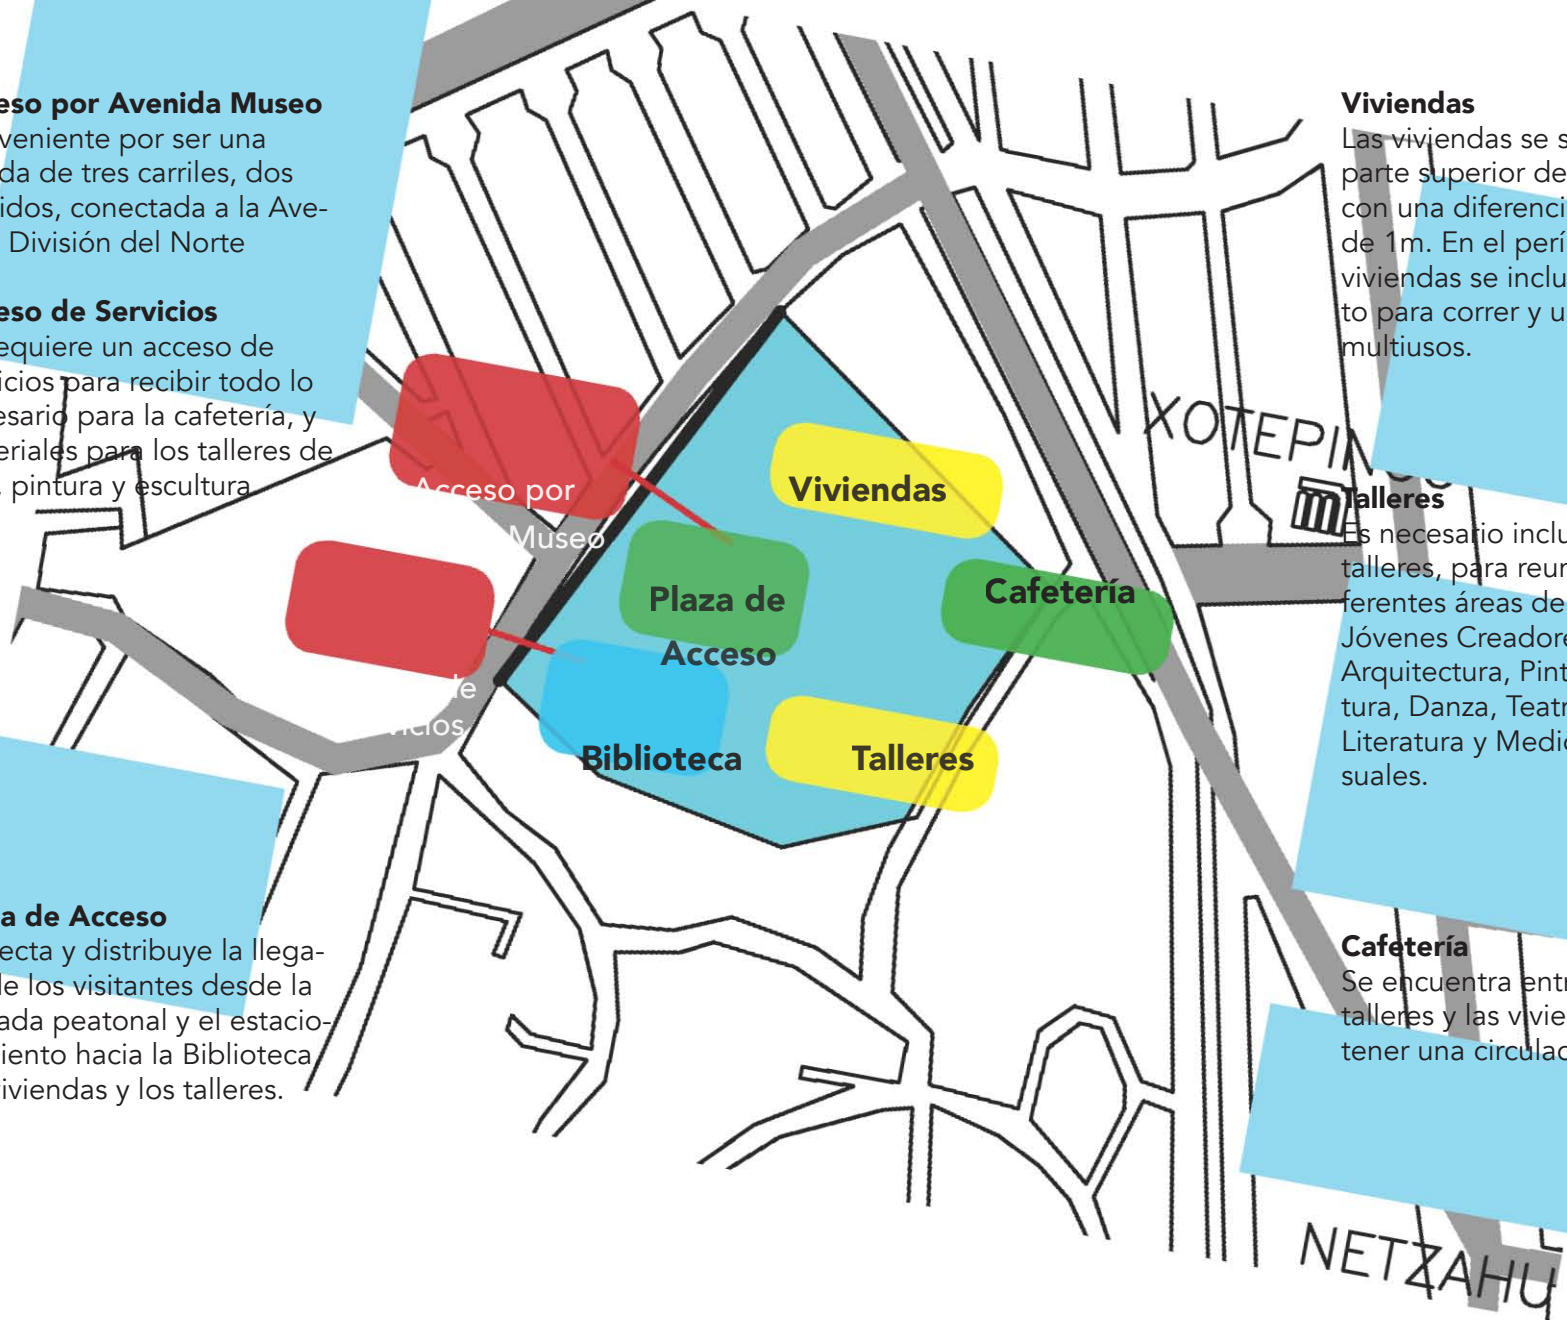 eso por Avenida Museo
veniente por ser una
da de tres carriles, dos
idos, conectada a la Ave-
División del Norte
eso de Servicios
equiere un acceso de
icios para recibir todo lo
esario para la cafetería, y
eriales para los talleres de
, pintura y escultura
a de Acceso
ecta y distribuye la llega-
le los visitantes desde la
ada peatonal y el estacio-
iento hacia la Biblioteca,
iviendas y los talleres.
Acceso por
Museo
de
vicios
Viviendas
Plaza de
Acceso
Cafetería
Biblioteca
Talleres
XOTEPIN
NETZAHU
Viviendas
Las viviendas se s
parte superior de
con una diferenci
de 1m. En el perí
viviendas se inclu
to para correr y u
multiusos.
Talleres
Es necesario inclu
talleres, para reun
ferentes áreas de
Jóvenes Creadore
Arquitectura, Pint
tura, Danza, Teatr
Literatura y Medio
suales.
Cafetería
Se encuentra entr
talleres y las vivie
tener una circulac